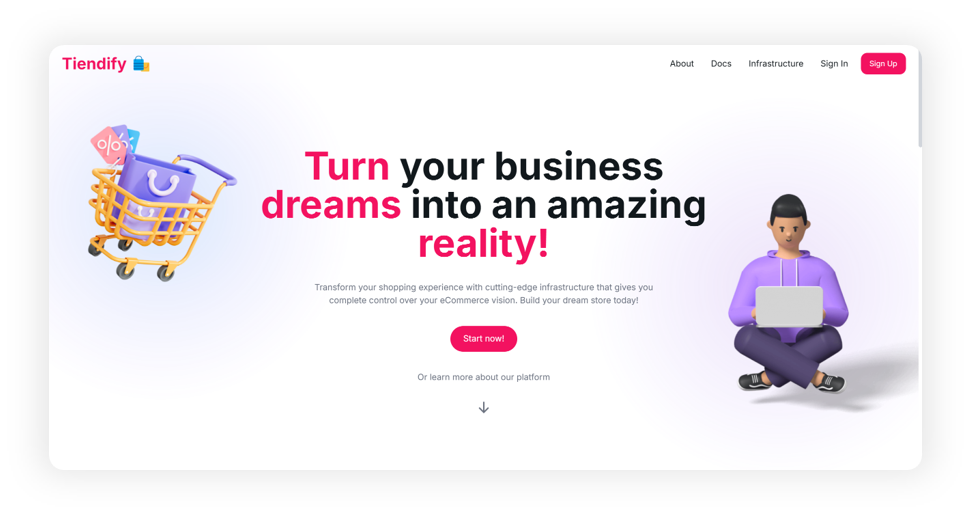 Tiendify
About Docs Infrastructure Sign In Sign Up
%
Turn your business
dreams into an amazing
reality!
Transform your shopping experience with cutting-edge infrastructure that gives you
complete control over your eCommerce vision. Build your dream store today!
Start now!
Or learn more about our platform